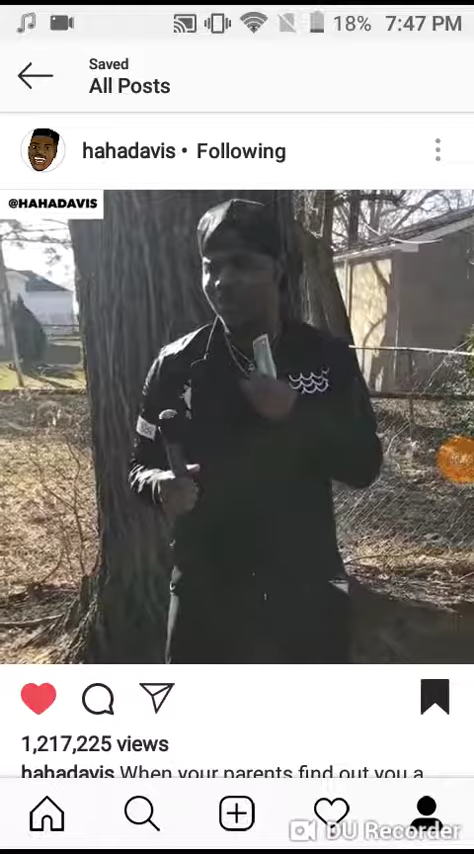 18% 7:47 PM
Saved
All Posts
hahadavis • Following
@HAHADAVIS
1,217,225 views
hahadavis When your parents find out you a
DU Recorder